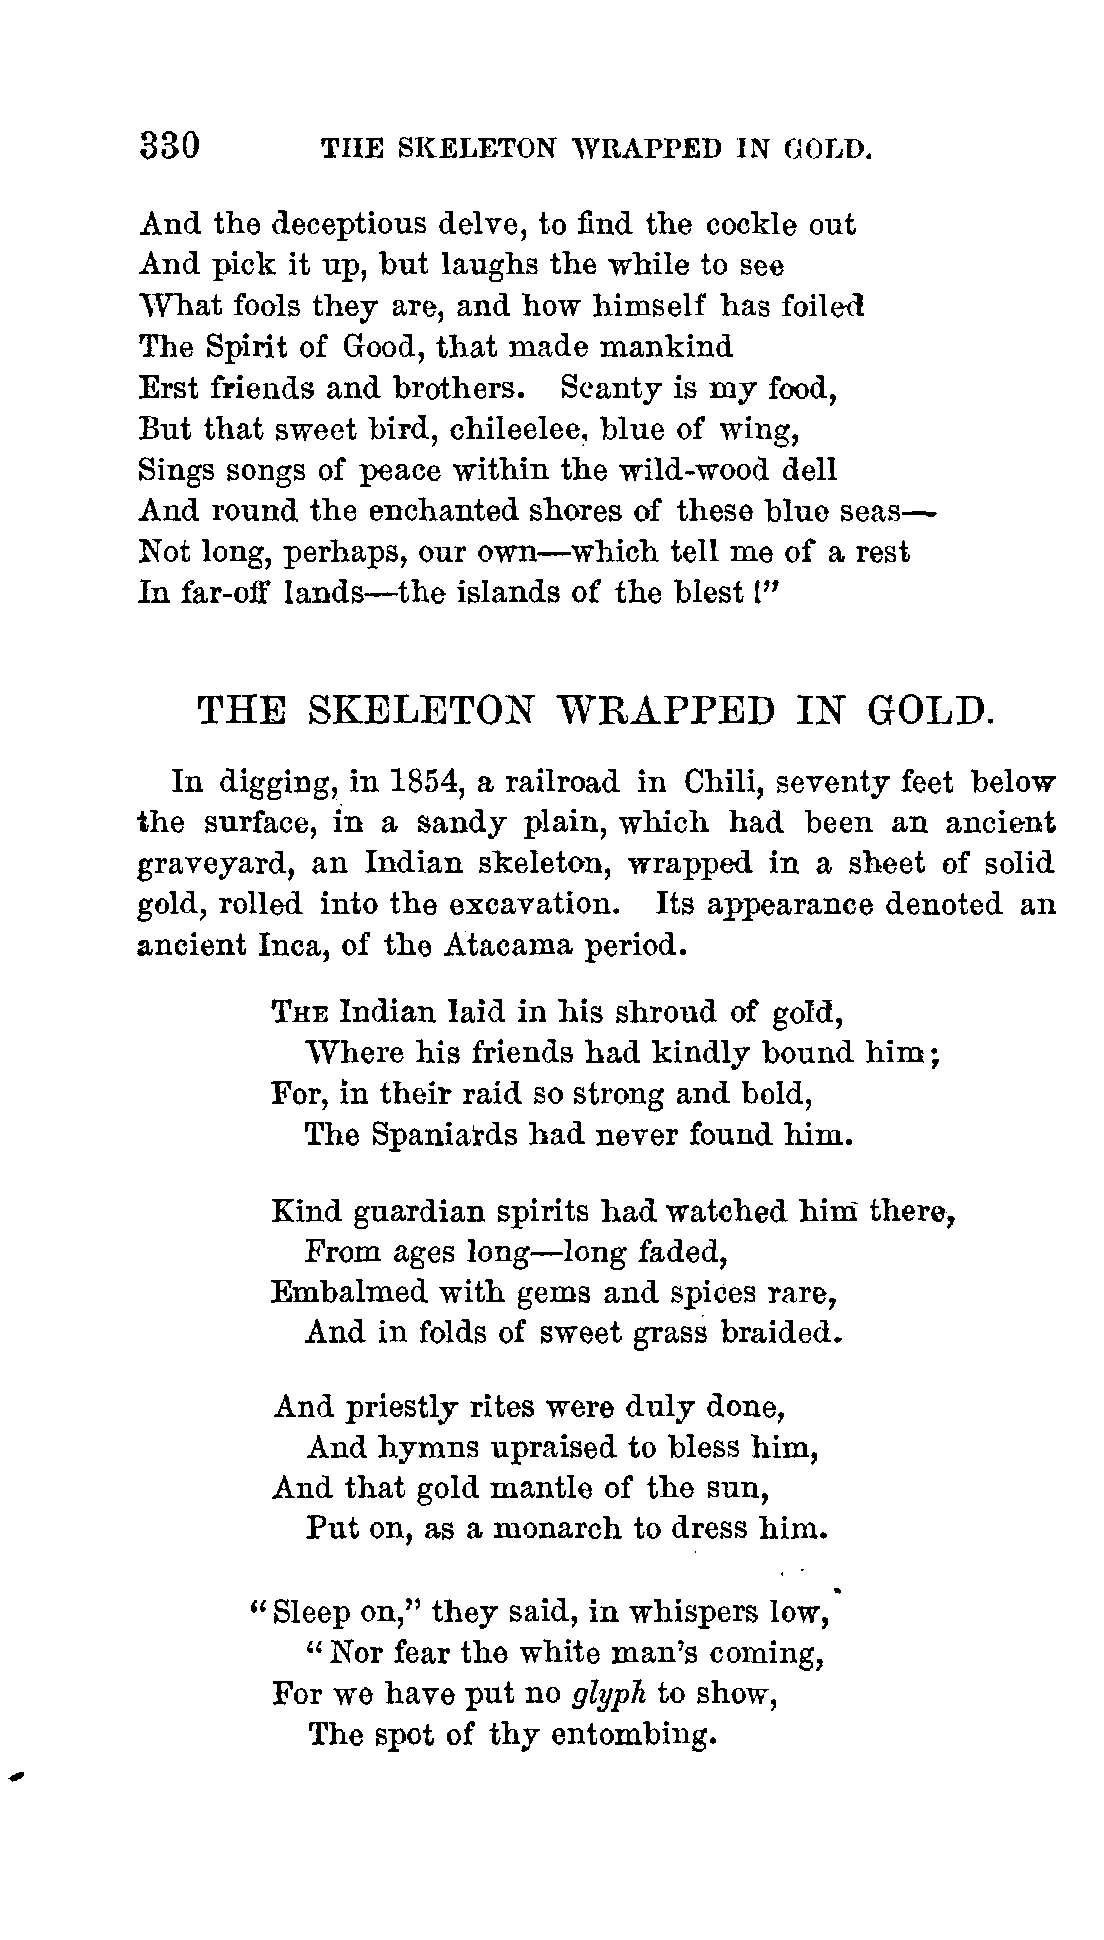 330 THE SKELETON WRAPPED IN GOLD.
And the deceptious delve, to find the cockle out
And pick it up, but laughs the while to see
What fools they are, and how himself has foiled
The Spirit of Good, that made mankind
Erst friends and brothers. Scanty is my food,
But that sweet bird, chileelee, blue of wing,
Sings songs of peace within the wild-wood dell
And round the enchanted shores of these blue seas—
Not long, perhaps, our own—which tell me of a rest
In far-off lands—the islands of the blest!"
THE SKELETON WRAPPED IN GOLD.
In digging, in 1854, a railroad in Chili, seventy feet below
the surface, in a sandy plain, which had been an ancient
graveyard, an Indian skeleton, wrapped in a sheet of solid
gold, rolled into the excavation. Its appearance denoted an
ancient Inca, of the Atacama period.
THE Indian laid in his shroud of gold,
Where his friends had kindly bound him;
For, in their raid so strong and bold,
The Spaniards had never found him.
Kind guardian spirits had watched him there,
From ages long—long faded,
Embalmed with gems and spices rare,
And in folds of sweet grass braided.
And priestly rites were duly done,
And hymns upraised to bless him,
And that gold mantle of the sun,
Put on, as a monarch to dress him.
"Sleep on," they said, in whispers low,
"Nor fear the white man's coming,
For we have put no glyph to show,
The spot of thy entombing.